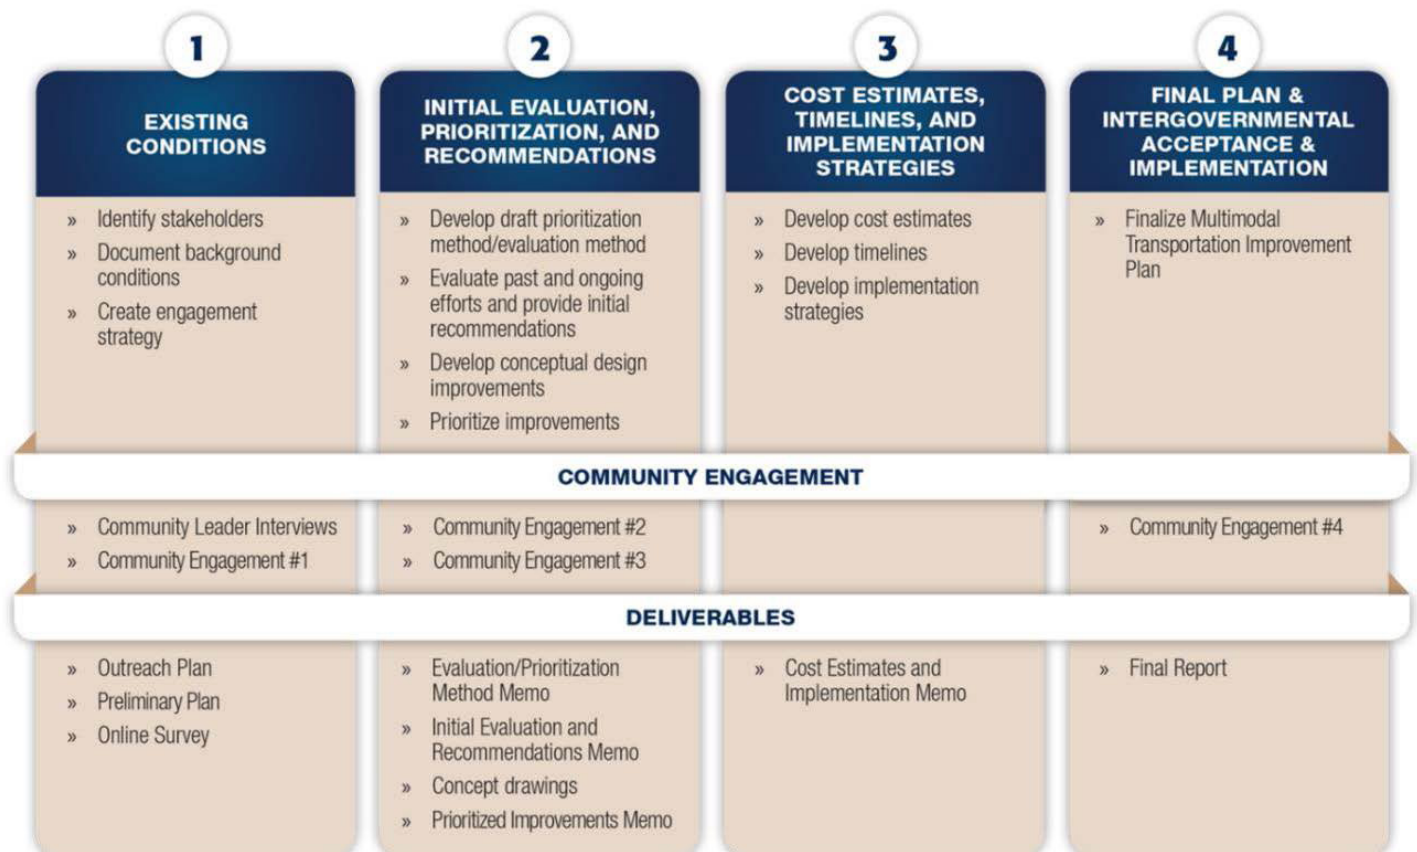 1
EXISTING
CONDITIONS
» Identify stakeholders
» Document background
conditions
» Create engagement
strategy
2
INITIAL EVALUATION,
PRIORITIZATION, AND
RECOMMENDATIONS
» Develop draft prioritization
method/evaluation method
» Evaluate past and ongoing
efforts and provide initial
recommendations
» Develop conceptual design
improvements
» Prioritize improvements
3
COST ESTIMATES,
TIMELINES, AND
IMPLEMENTATION
STRATEGIES
» Develop cost estimates
» Develop timelines
» Develop implementation
strategies
4
FINAL PLAN &
INTERGOVERNMENTAL
ACCEPTANCE &
IMPLEMENTATION
» Finalize Multimodal
Transportation Improvement
Plan
COMMUNITY ENGAGEMENT
» Community Leader Interviews
» Community Engagement #1
» Community Engagement #2
» Community Engagement #3
» Community Engagement #4
DELIVERABLES
» Outreach Plan
» Preliminary Plan
» Online Survey
» Evaluation/Prioritization
Method Memo
» Initial Evaluation and
Recommendations Memo
» Concept drawings
» Prioritized Improvements Memo
» Cost Estimates and
Implementation Memo
» Final Report